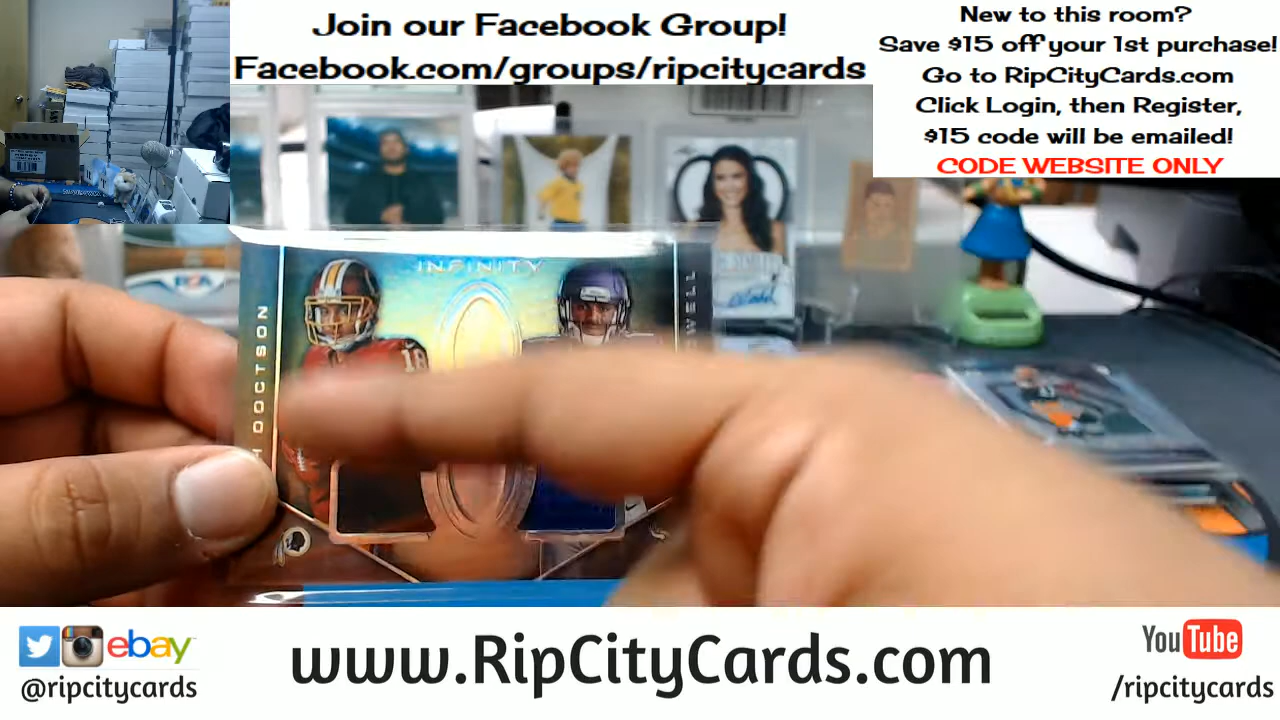 Join our Facebook Group!
Facebook.com/groups/ripcitycards
New to this room?
Save $15 off your 1st purchase!
Go to RipCityCards.com
Click Login, then Register,
$15 code will be emailed!
CODE WEBSITE ONLY
PSA
INFINITY
DOCTSON
WELL
18
ebay
@ripcitycards
www.RipCityCards.com
YouTube
/ripcitycards